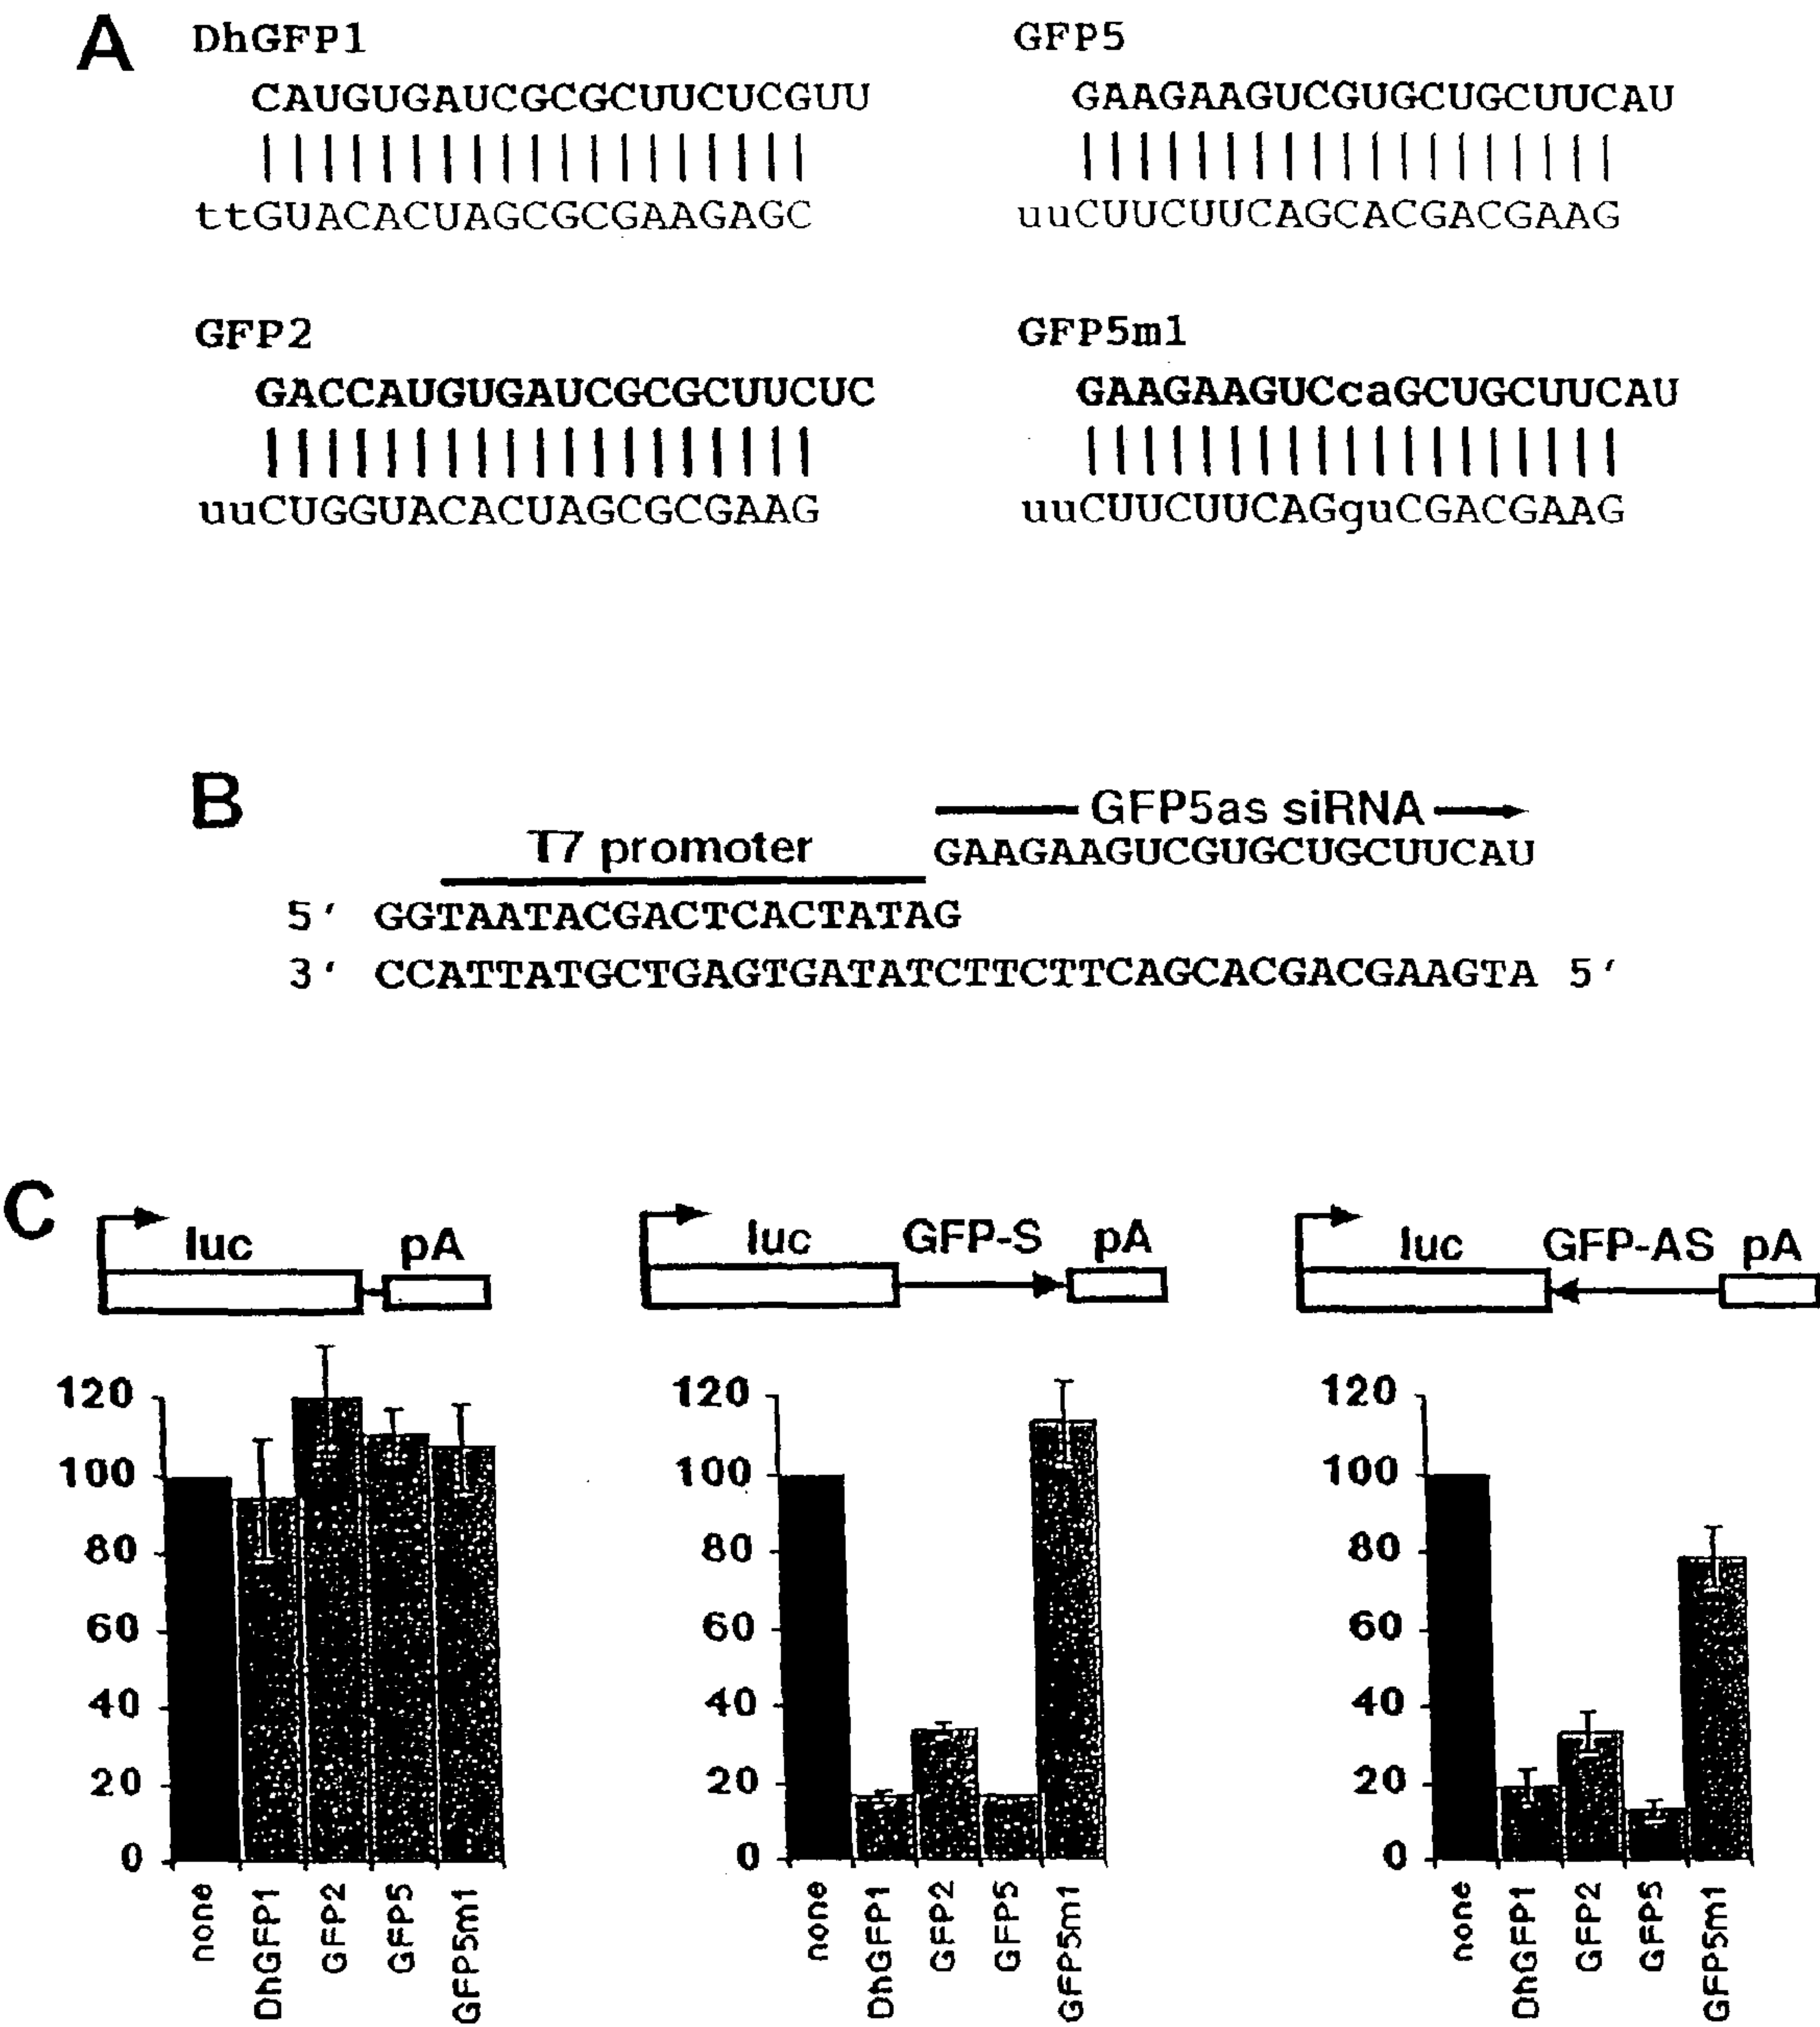 A
DhGFP1
CAUGUGAUCGCGCUUCUCGUU
ttGUACACUAGCGCGAAGAGC
GFP5
GAAGAAGUCGUGCUGCUUCAU
uuCUUCUUCAGCACGACGAAG
GFP2
GACCAUGUGAUCGCGCUUCUC
uuCUGGUACACUAGCGCGAAG
GFP5m1
GAAGAAGUCcaGCUGCUUCAU
uuCUUCUUCAGguCGACGAAG
B
GFP5as siRNA
T7 promoter
GAAGAAGUCGUGCUGCUUCAU
5' GGTAATACGACTCACTATAG
3' CCATTATGCTGAGTGATATCTTCTTCAGCACGACGAAGTA 5'
C
luc pA
120
100
80
60
40
20
0
none
DhGFP1
GFP2
GFP5
GFP5m1
luc GFP-S pA
120
100
80
60
40
20
0
none
DhGFP1
GFP2
GFP5
GFP5m1
luc GFP-AS pA
120
100
80
60
40
20
0
none
DhGFP1
GFP2
GFP5
GFP5m1